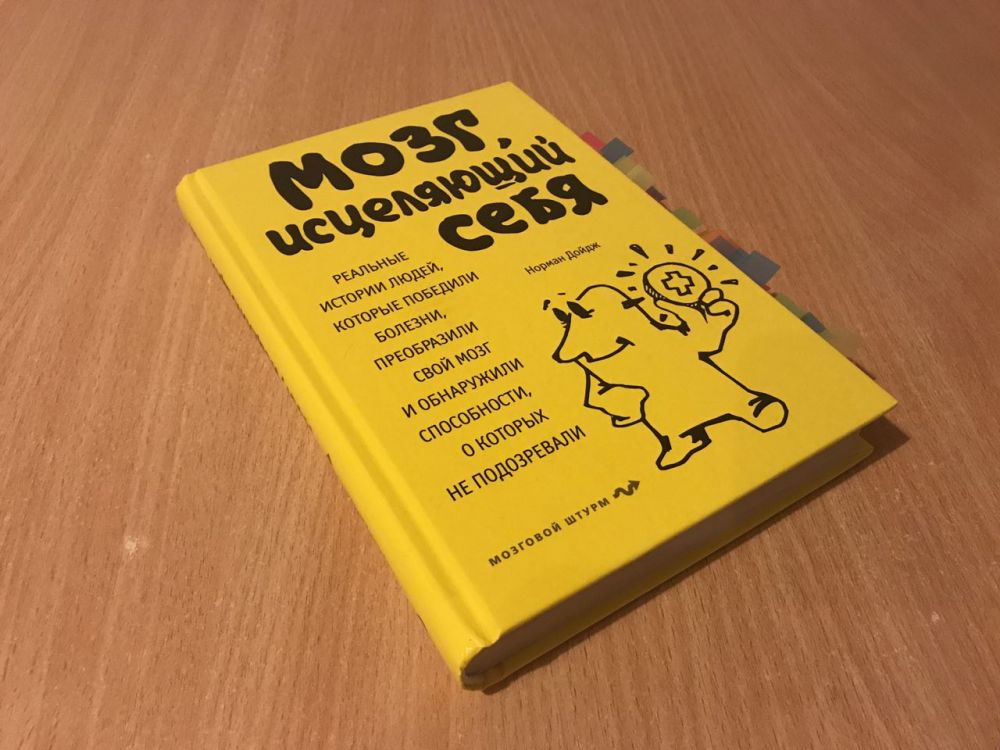 мозг,
исцеляющий
себя
РЕАЛЬНЫЕ
ИСТОРИИ ЛЮДЕЙ,
КОТОРЫЕ ПОБЕДИЛИ
БОЛЕЗНИ,
ПРЕОБРАЗИЛИ
СВОЙ МОЗГ
И ОБНАРУЖИЛИ
СПОСОБНОСТИ,
О КОТОРЫХ
НЕ ПОДОЗРЕВАЛИ
Норман Дойдж
МОЗГОВОЙ ШТУРМ